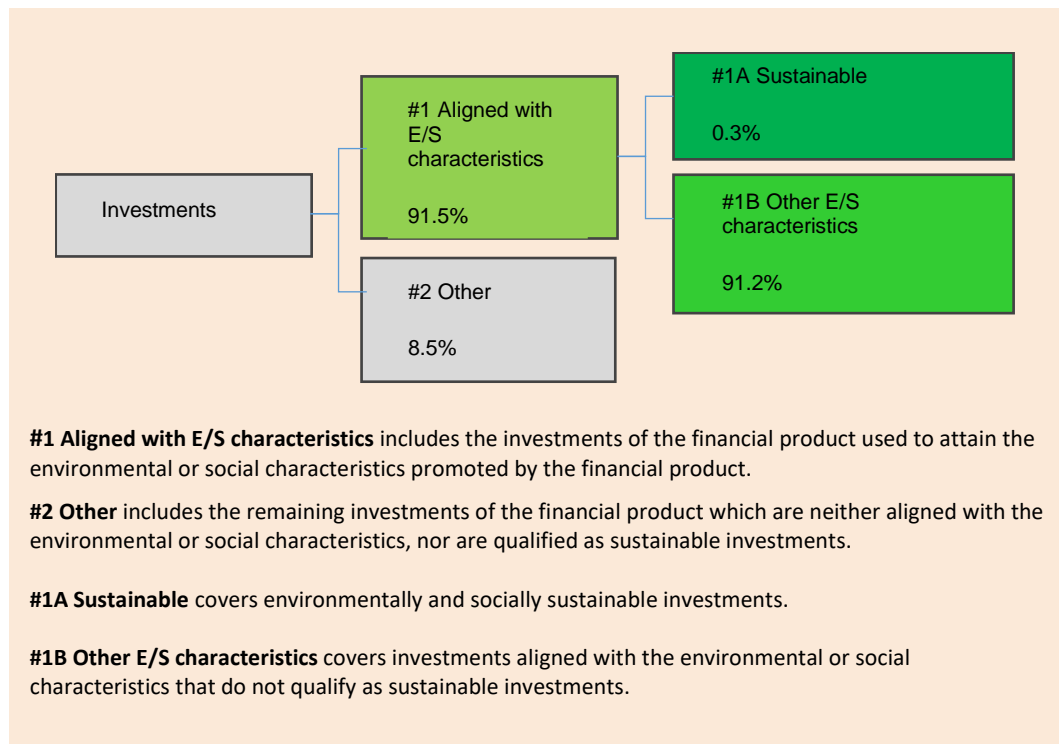 Investments
#1 Aligned with
E/S
characteristics
91.5%
#2 Other
8.5%
#1A Sustainable
0.3%
#1B Other E/S
characteristics
91.2%
#1 Aligned with E/S characteristics includes the investments of the financial product used to attain the
environmental or social characteristics promoted by the financial product.
#2 Other includes the remaining investments of the financial product which are neither aligned with the
environmental or social characteristics, nor are qualified as sustainable investments.
#1A Sustainable covers environmentally and socially sustainable investments.
#1B Other E/S characteristics covers investments aligned with the environmental or social
characteristics that do not qualify as sustainable investments.